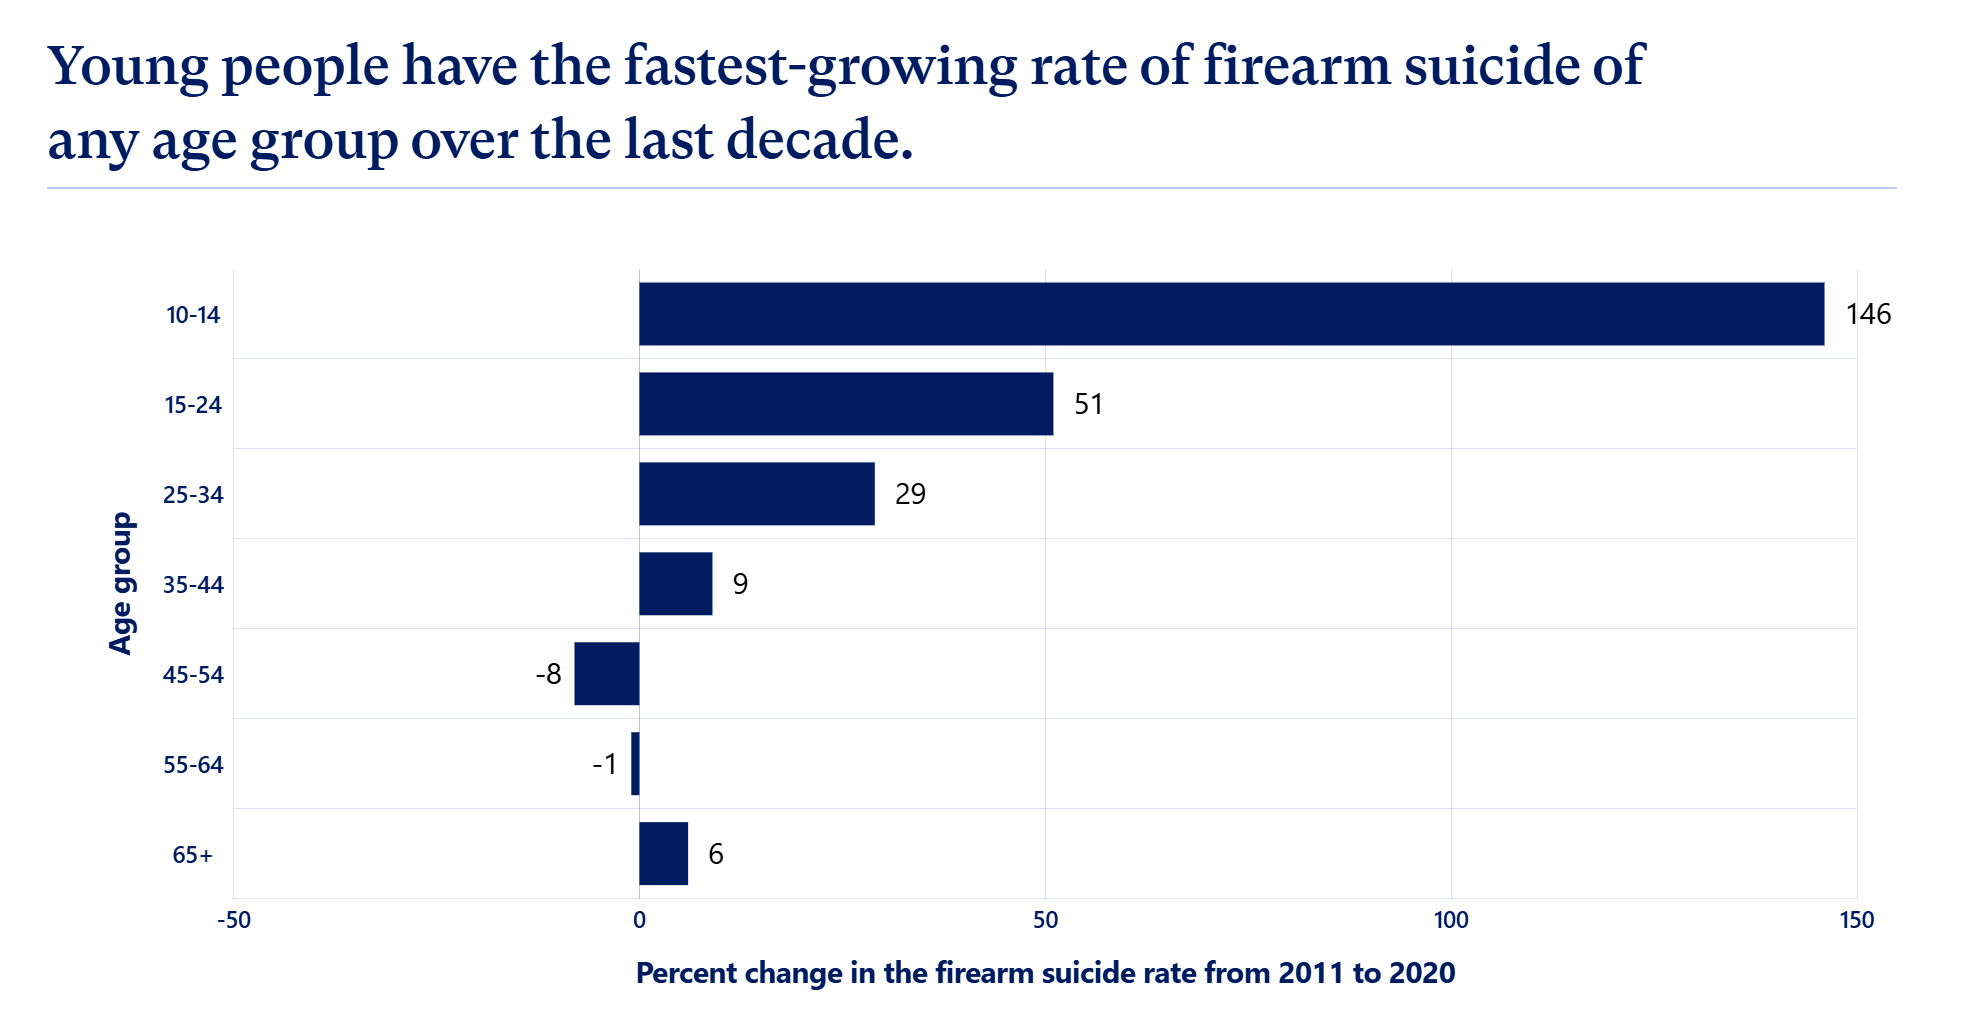 Young people have the fastest-growing rate of firearm suicide of
any age group over the last decade.
10-14
146
15-24
51
25-34
29
35-44
9
45-54
-8
55-64
-1
65+
6
Age group
-50 0 50 100 150
Percent change in the firearm suicide rate from 2011 to 2020